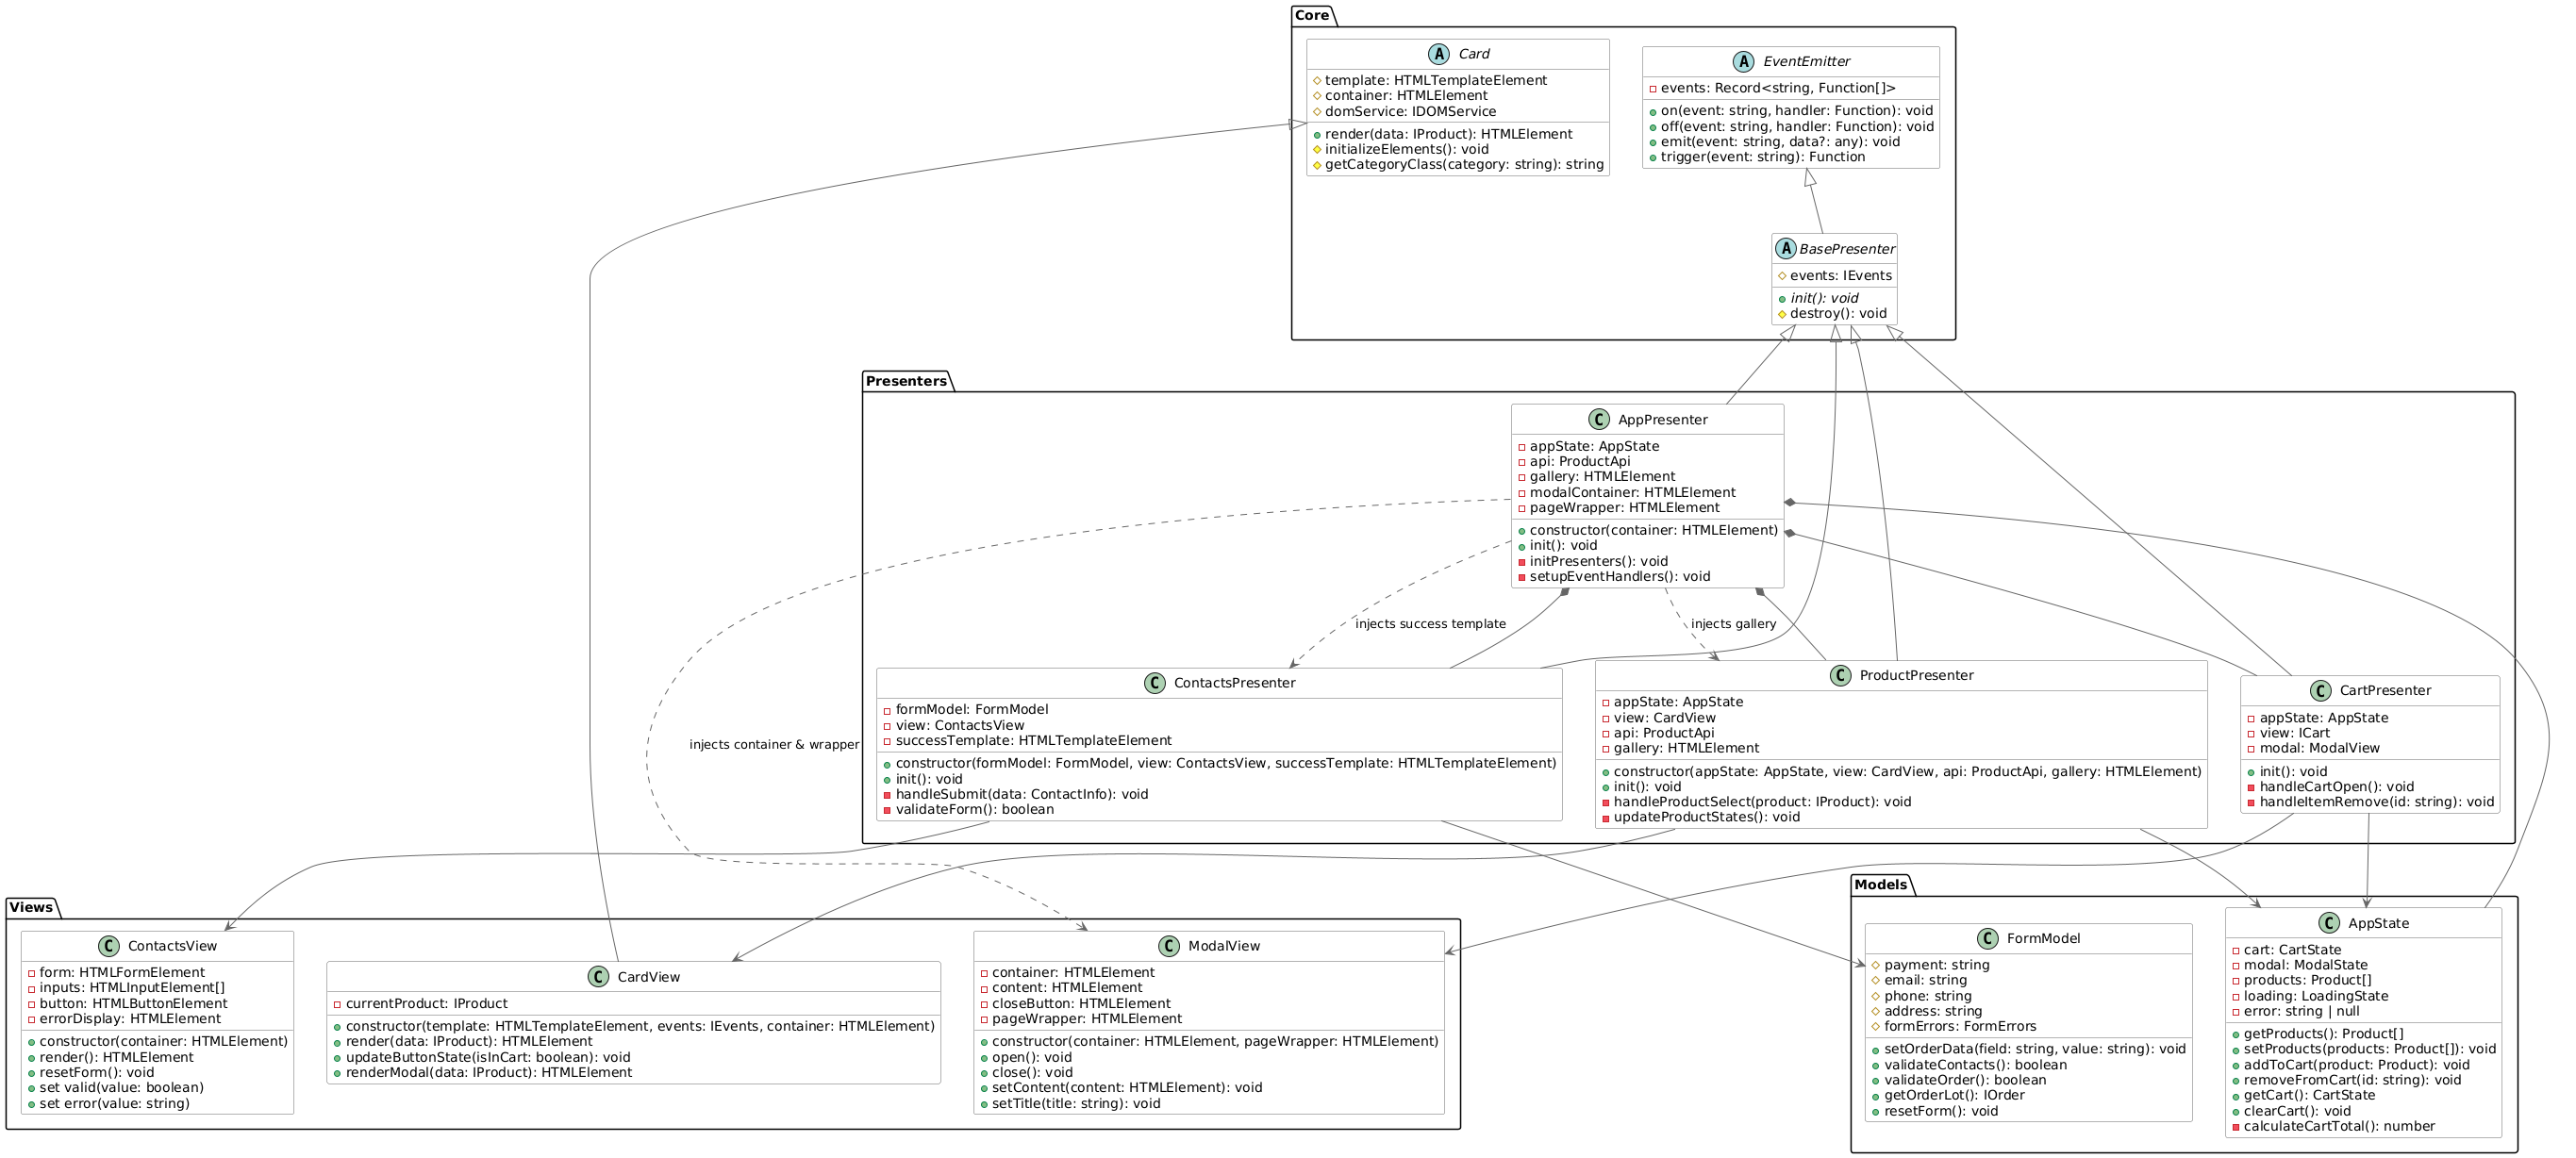 Core
A Card
template: HTMLTemplateElement
container: HTMLElement
domService: IDOMService
render(data: IProduct): HTMLElement
initializeElements(): void
getCategoryClass(category: string): string
A EventEmitter
events: Record<string, Function[]>
on(event: string, handler: Function): void
off(event: string, handler: Function): void
emit(event: string, data?: any): void
trigger(event: string): Function
A BasePresenter
events: IEvents
init(): void
destroy(): void
Presenters
C AppPresenter
appState: AppState
api: ProductApi
gallery: HTMLElement
modalContainer: HTMLElement
pageWrapper: HTMLElement
constructor(container: HTMLElement)
init(): void
initPresenters(): void
setupEventHandlers(): void
injects success template
injects gallery
injects container & wrapper
C ContactsPresenter
formModel: FormModel
view: ContactsView
successTemplate: HTMLTemplateElement
constructor(formModel: FormModel, view: ContactsView, successTemplate: HTMLTemplateElement)
init(): void
handleSubmit(data: ContactInfo): void
validateForm(): boolean
C ProductPresenter
appState: AppState
view: CardView
api: ProductApi
gallery: HTMLElement
constructor(appState: AppState, view: CardView, api: ProductApi, gallery: HTMLElement)
init(): void
handleProductSelect(product: IProduct): void
updateProductStates(): void
C CartPresenter
appState: AppState
view: ICart
modal: ModalView
init(): void
handleCartOpen(): void
handleItemRemove(id: string): void
Views
C ContactsView
form: HTMLFormElement
inputs: HTMLInputElement[]
button: HTMLButtonElement
errorDisplay: HTMLElement
constructor(container: HTMLElement)
render(): HTMLElement
resetForm(): void
set valid(value: boolean)
set error(value: string)
C CardView
currentProduct: IProduct
constructor(template: HTMLTemplateElement, events: IEvents, container: HTMLElement)
render(data: IProduct): HTMLElement
updateButtonState(isInCart: boolean): void
renderModal(data: IProduct): HTMLElement
C ModalView
container: HTMLElement
content: HTMLElement
closeButton: HTMLElement
pageWrapper: HTMLElement
constructor(container: HTMLElement, pageWrapper: HTMLElement)
open(): void
close(): void
setContent(content: HTMLElement): void
setTitle(title: string): void
Models
C FormModel
payment: string
email: string
phone: string
address: string
formErrors: FormErrors
setOrderData(field: string, value: string): void
validateContacts(): boolean
validateOrder(): boolean
getOrderLot(): IOrder
resetForm(): void
C AppState
cart: CartState
modal: ModalState
products: Product[]
loading: LoadingState
error: string | null
getProducts(): Product[]
setProducts(products: Product[]): void
addToCart(product: Product): void
removeFromCart(id: string): void
getCart(): CartState
clearCart(): void
calculateCartTotal(): number